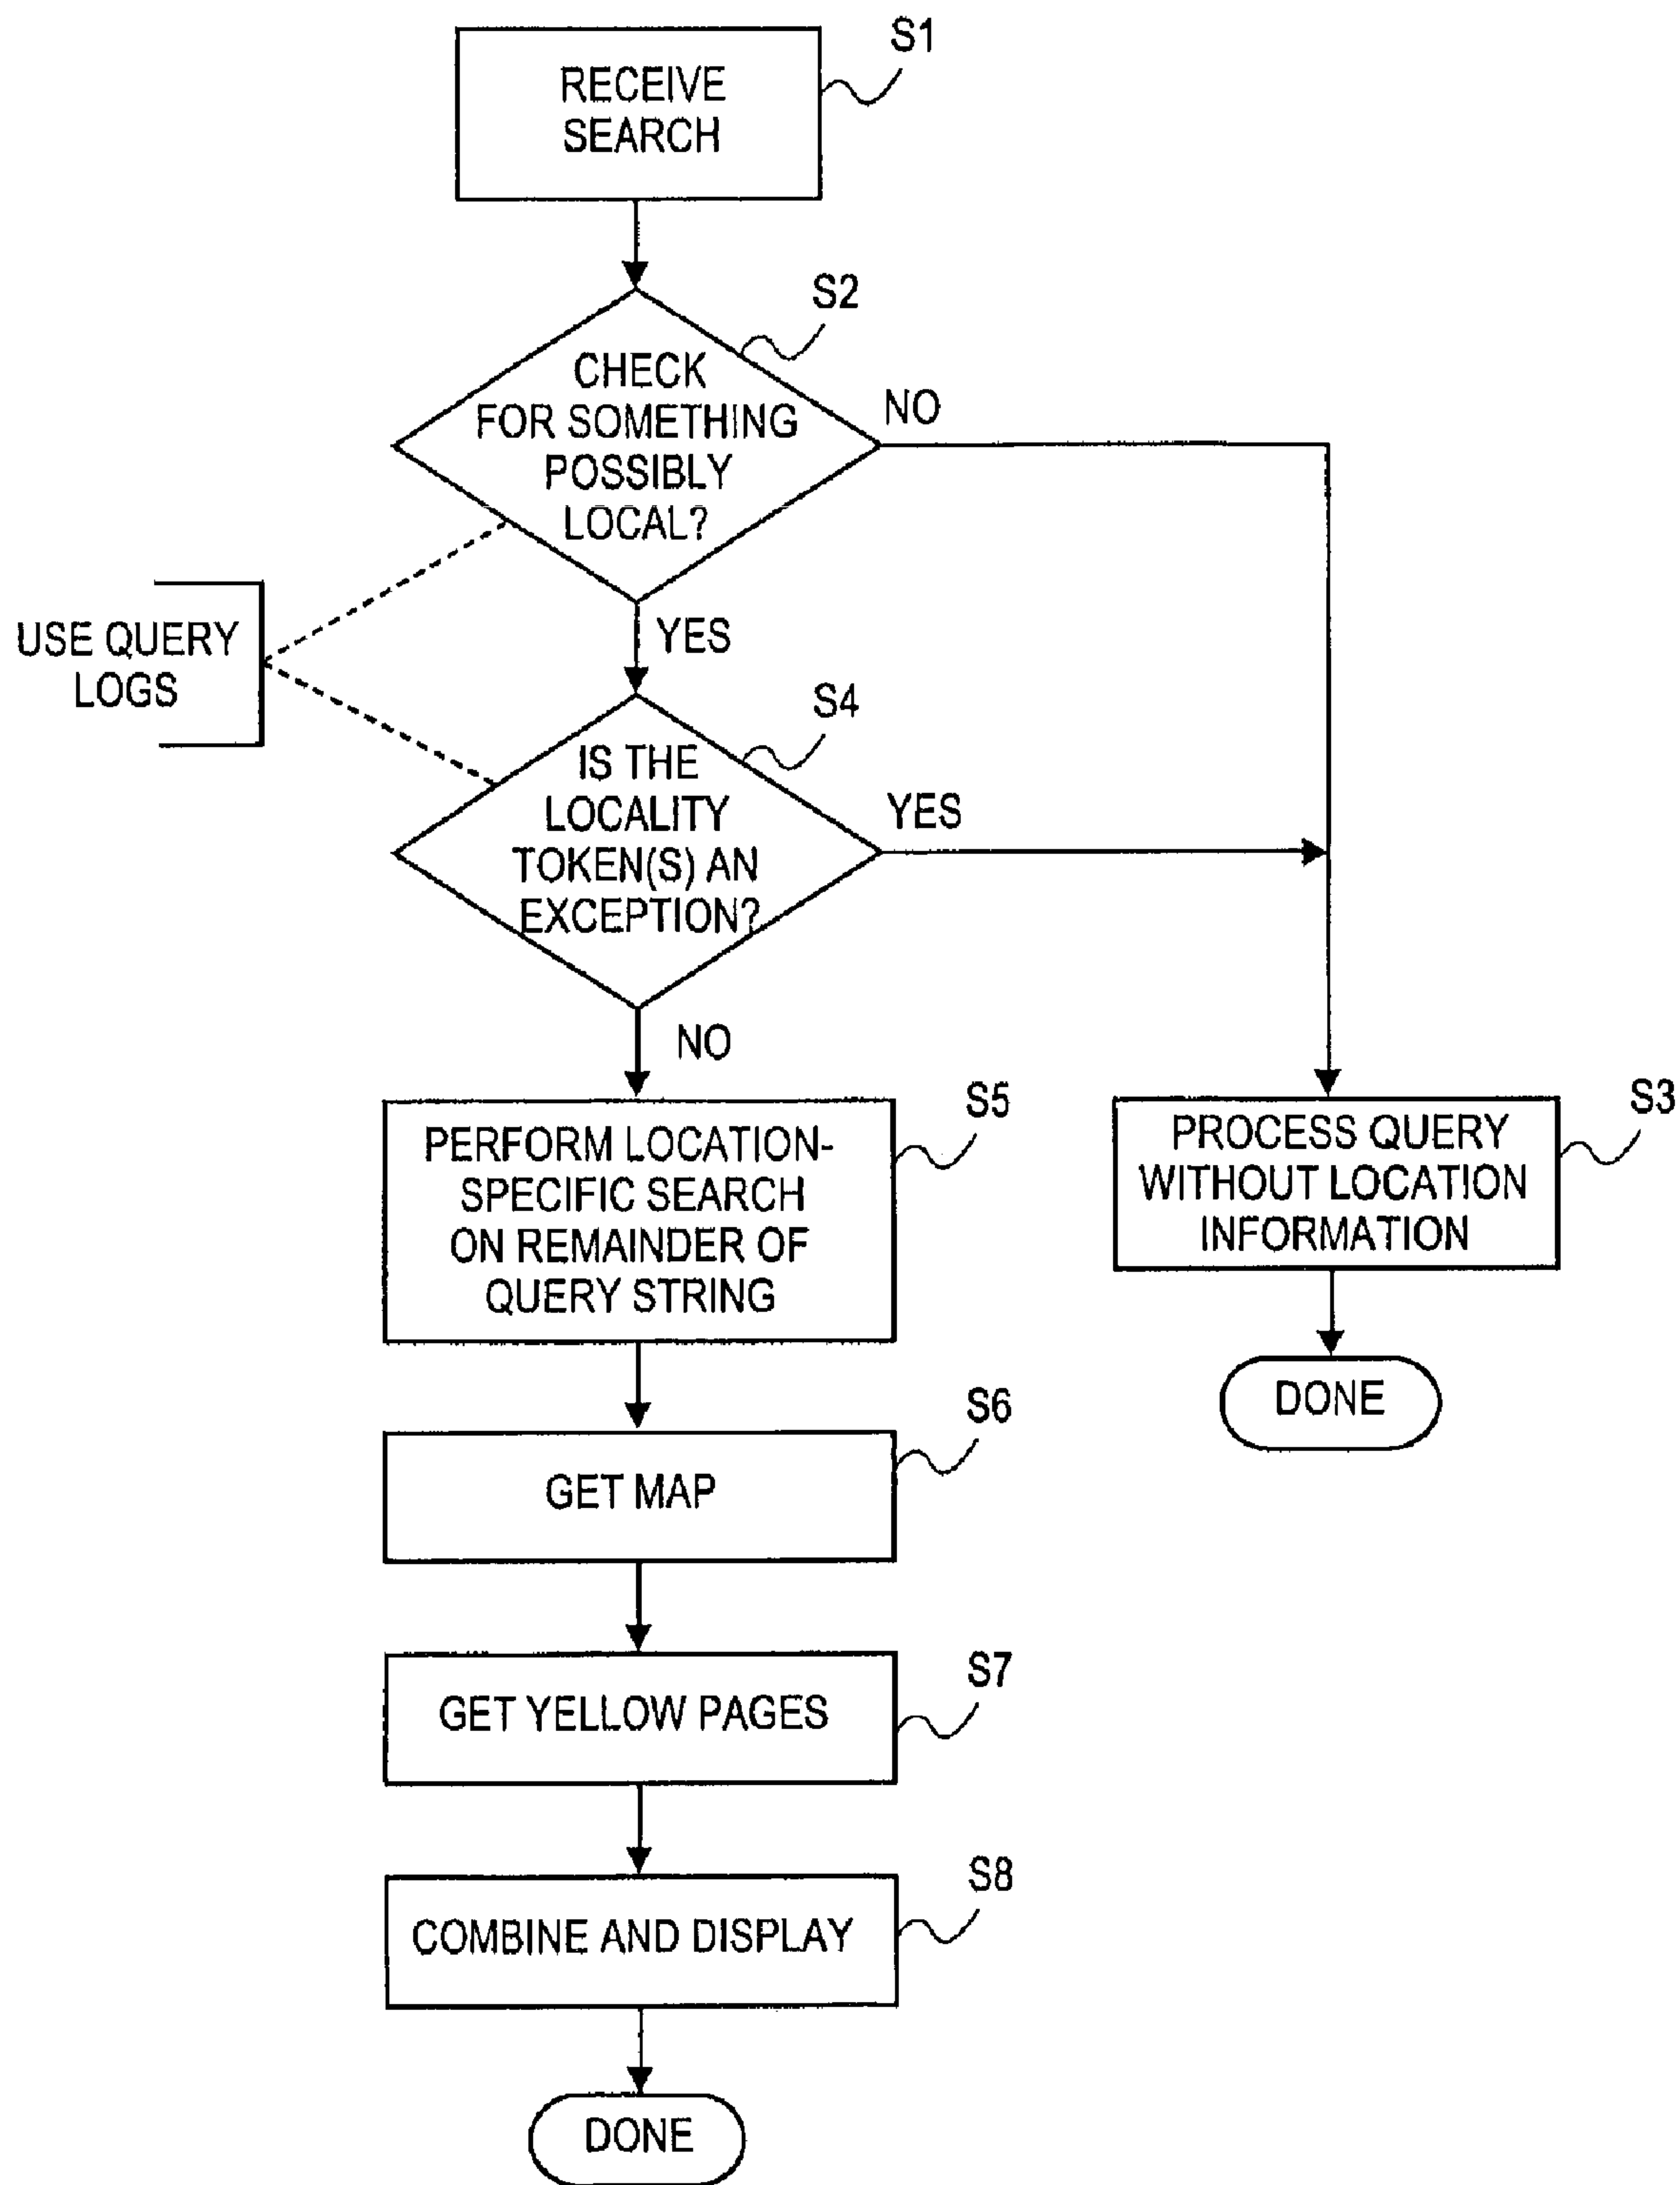 S1
RECEIVE
SEARCH
S2
CHECK
FOR SOMETHING
POSSIBLY
LOCAL?
NO
USE QUERY
LOGS
YES
S4
IS THE
LOCALITY
TOKEN(S) AN
EXCEPTION?
YES
NO
S5
PERFORM LOCATION-
SPECIFIC SEARCH
ON REMAINDER OF
QUERY STRING
S3
PROCESS QUERY
WITHOUT LOCATION
INFORMATION
DONE
S6
GET MAP
S7
GET YELLOW PAGES
S8
COMBINE AND DISPLAY
DONE